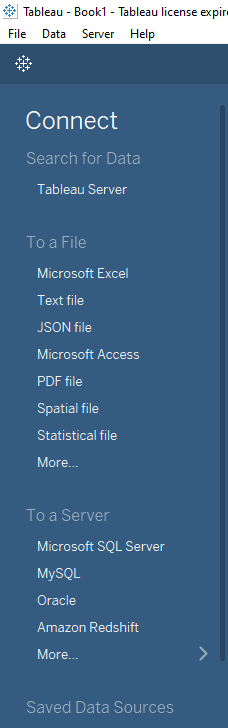 Tableau - Book1 - Tableau license expire
File Data Server Help
Connect
Search for Data
Tableau Server
To a File
Microsoft Excel
Text file
JSON file
Microsoft Access
PDF file
Spatial file
Statistical file
More...
To a Server
Microsoft SQL Server
MySQL
Oracle
Amazon Redshift
More...
Saved Data Sources